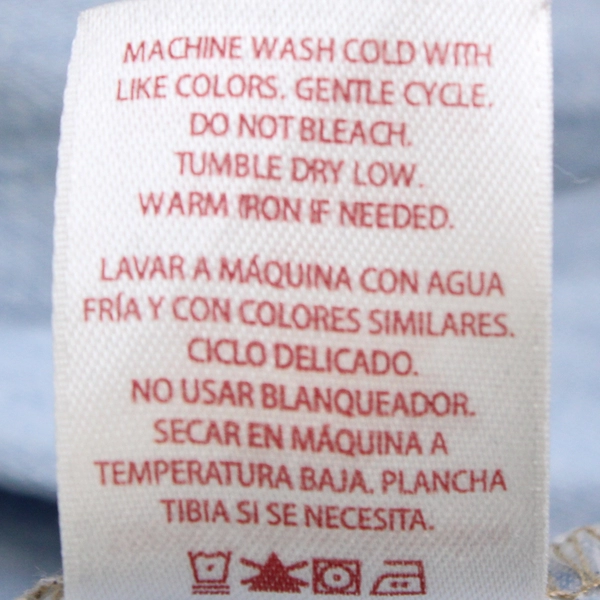 MACHINE WASH COLD WITH
LIKE COLORS. GENTLE CYCLE.
DO NOT BLEACH.
TUMBLE DRY LOW.
WARM IRON IF NEEDED.
LAVAR A MÁQUINA CON AGUA
FRÍA Y CON COLORES SIMILARES.
CICLO DELICADO.
NO USAR BLANQUEADOR.
SECAR EN MÁQUINA A
TEMPERATURA BAJA. PLANCHA
TIBIA SI SE NECESITA.